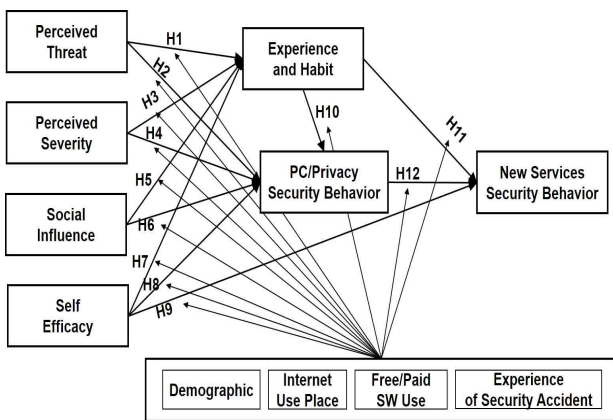 Perceived
Threat
Perceived
Severity
Social
Influence
Self
Efficacy
H1
H2
H3
H4
H5
H6
H7
H8
H9
Experience
and Habit
H10
PC/Privacy
Security Behavior
H11
H12
New Services
Security Behavior
Demographic
Internet
Use Place
Free/Paid
SW Use
Experience
of Security Accident